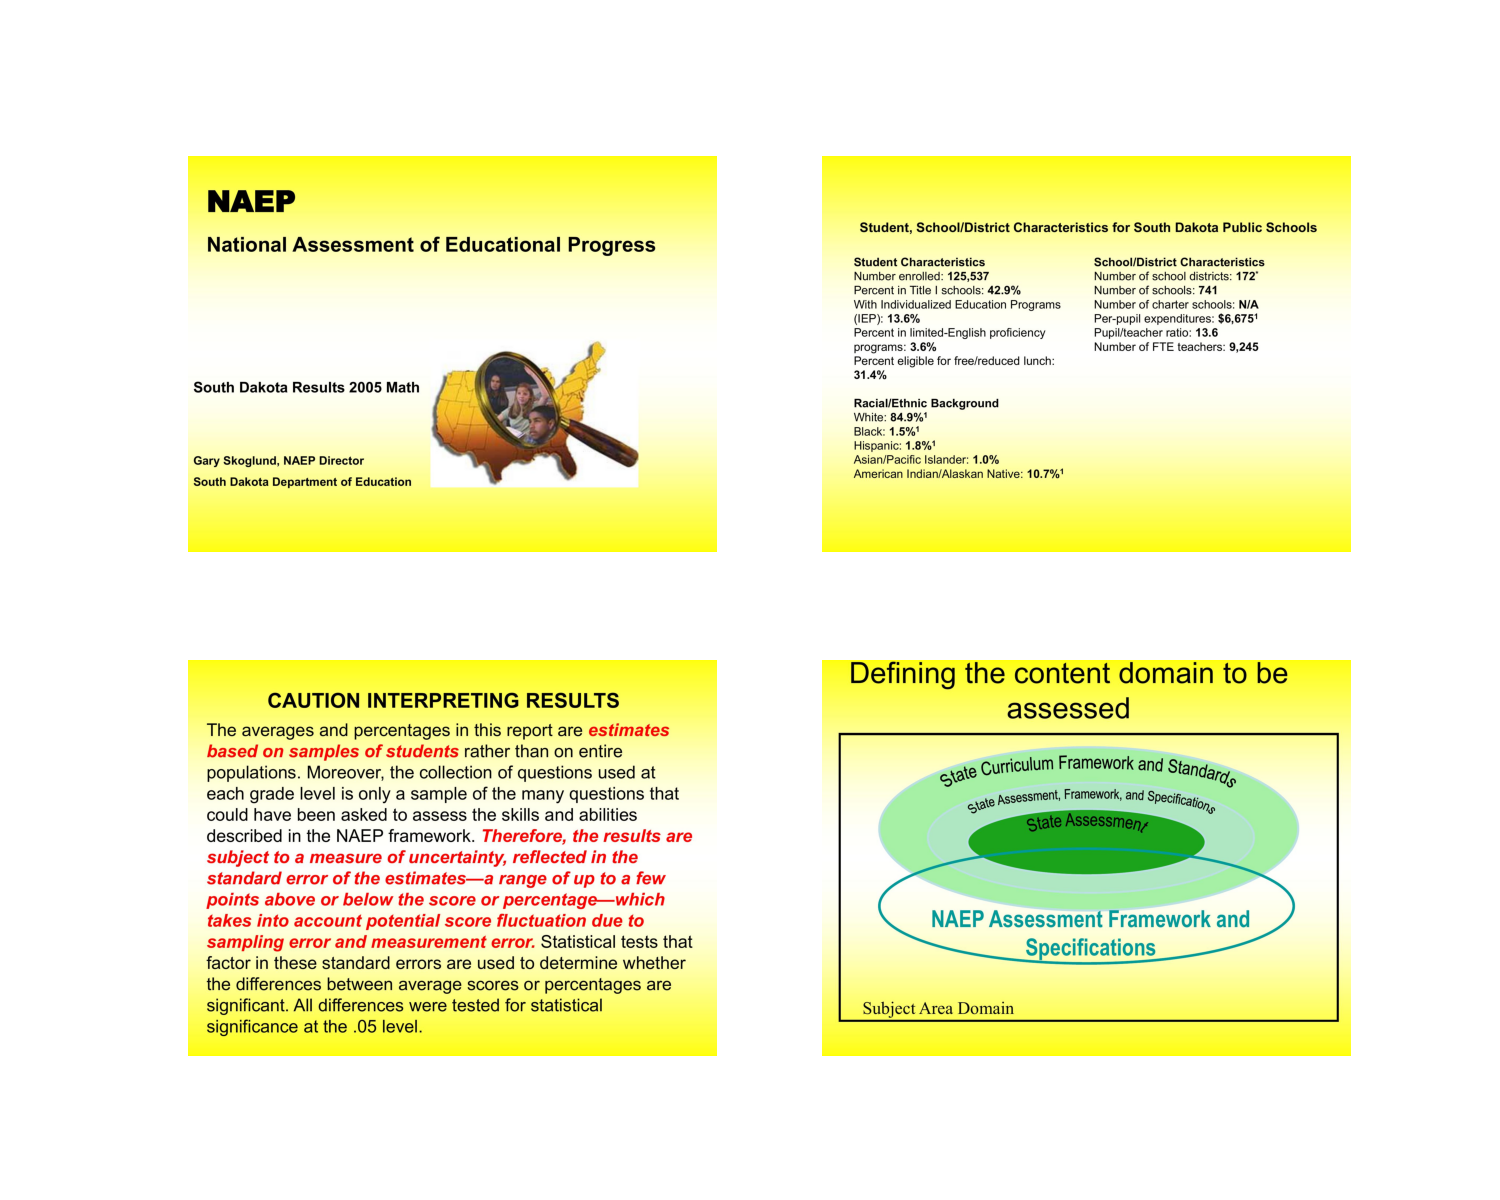 NAEP
National Assessment of Educational Progress
South Dakota Results 2005 Math
Gary Skoglund, NAEP Director
South Dakota Department of Education
Student, School/District Characteristics for South Dakota Public Schools
Student Characteristics
Number enrolled: 125,537
Percent in Title I schools: 42.9%
With Individualized Education Programs
(IEP): 13.6%
Percent in limited-English proficiency
programs: 3.6%
Percent eligible for free/reduced lunch:
31.4%
Racial/Ethnic Background
White: 84.9%¹
Black: 1.5%¹
Hispanic: 1.8%¹
Asian/Pacific Islander: 1.0%
American Indian/Alaskan Native: 10.7%¹
School/District Characteristics
Number of school districts: 172*
Number of schools: 741
Number of charter schools: N/A
Per-pupil expenditures: $6,675¹
Pupil/teacher ratio: 13.6
Number of FTE teachers: 9,245
CAUTION INTERPRETING RESULTS
The averages and percentages in this report are estimates
based on samples of students rather than on entire
populations. Moreover, the collection of questions used at
each grade level is only a sample of the many questions that
could have been asked to assess the skills and abilities
described in the NAEP framework. Therefore, the results are
subject to a measure of uncertainty, reflected in the
standard error of the estimates—a range of up to a few
points above or below the score or percentage—which
takes into account potential score fluctuation due to
sampling error and measurement error. Statistical tests that
factor in these standard errors are used to determine whether
the differences between average scores or percentages are
significant. All differences were tested for statistical
significance at the .05 level.
Defining the content domain to be
assessed
State Curriculum Framework and Standards
State Assessment, Framework, and Specifications
State Assessment
NAEP Assessment Framework and
Specifications
Subject Area Domain